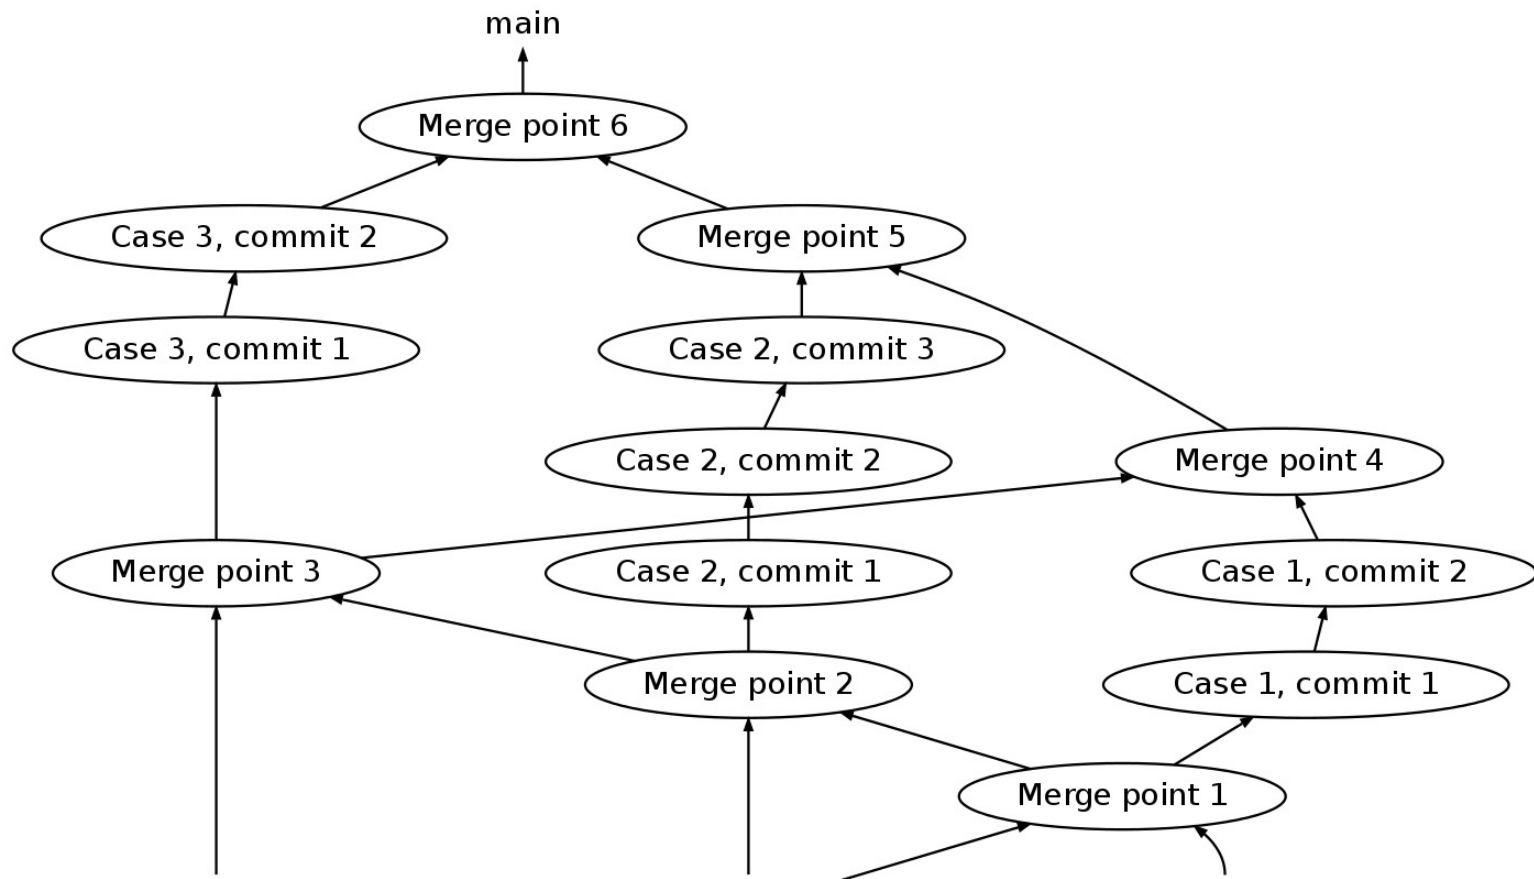 main
Merge point 6
Case 3, commit 2
Merge point 5
Case 3, commit 1
Case 2, commit 3
Case 2, commit 2
Merge point 4
Merge point 3
Case 2, commit 1
Case 1, commit 2
Merge point 2
Case 1, commit 1
Merge point 1